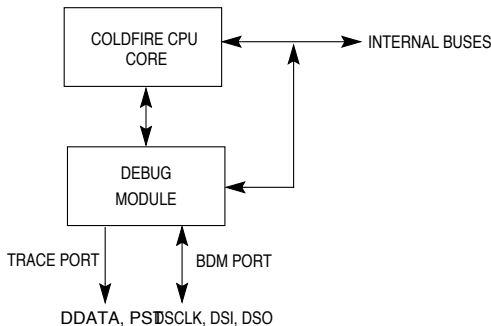 COLDFIRE CPU
CORE
INTERNAL BUSES
DEBUG
MODULE
TRACE PORT
BDM PORT
DDATA, PST
DSCLK, DSI, DSO